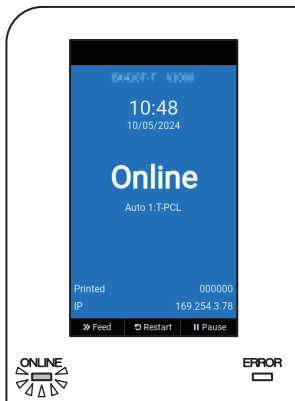 10:48
10/05/2024
Online
Auto 1:T-PCL
Printed 000000
IP 169.254.3.78
Feed Restart Pause
ONLINE ERROR